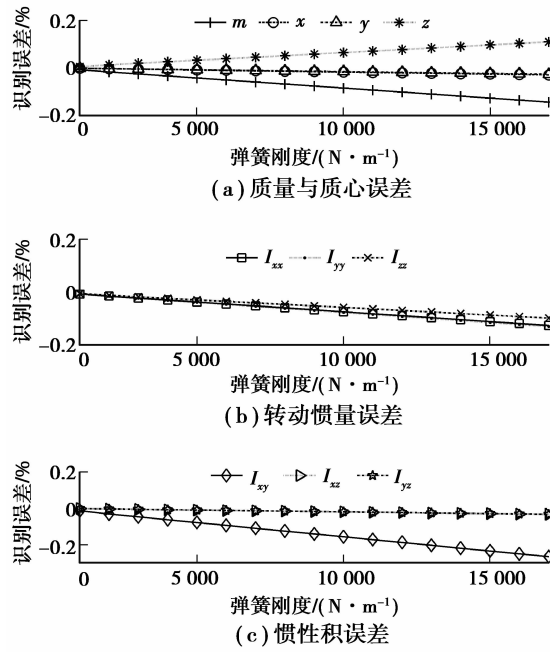 0.2
m x y z
0
−0.2
0 5 000 10 000 15 000
识别误差/%
弹簧刚度/(N·m⁻¹)
(a)质量与质心误差
0.2
Ixx Iyy Izz
0
−0.2
0 5 000 10 000 15 000
识别误差/%
弹簧刚度/(N·m⁻¹)
(b)转动惯量误差
0.2
Ixy Ixz Iyz
0
−0.2
0 5 000 10 000 15 000
识别误差/%
弹簧刚度/(N·m⁻¹)
(c)惯性积误差